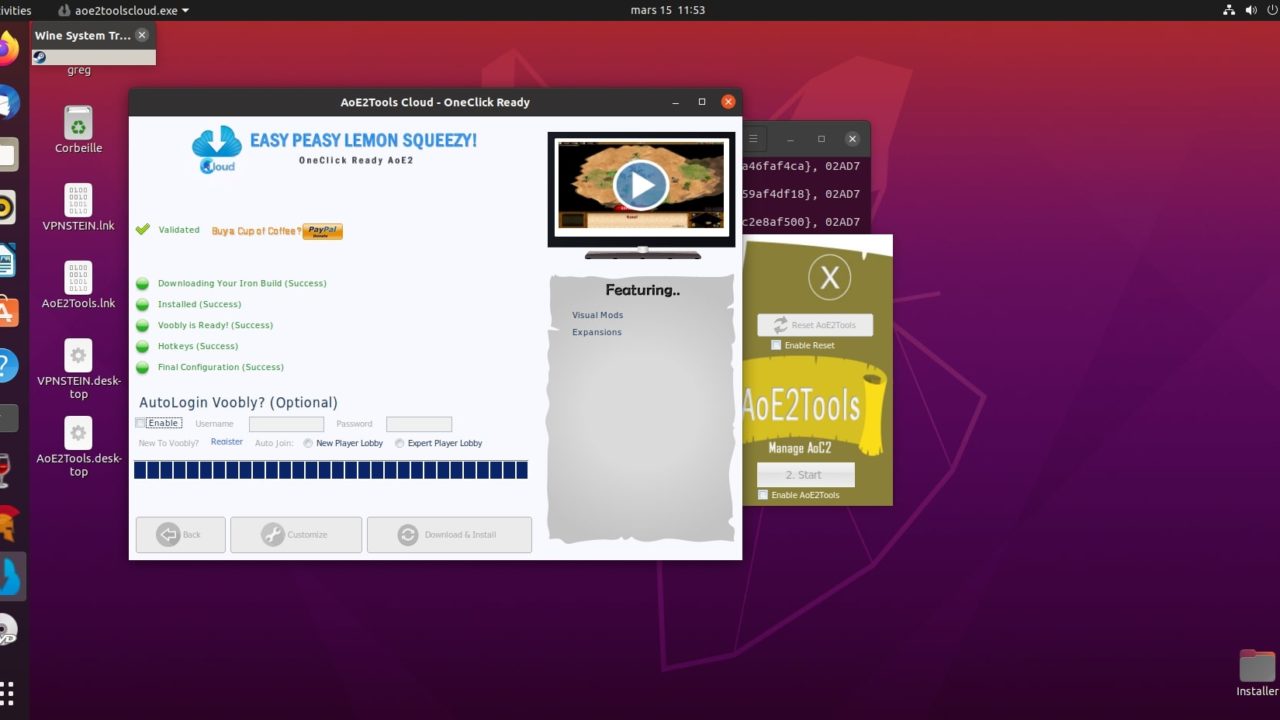 tivities
aoe2toolscloud.exe
mars 15 11:53
Wine System Tr...
greg
Corbeille
VPNSTEIN.lnk
AoE2Tools.lnk
VPNSTEIN.desk-
top
AoE2Tools.desk-
top
AoE2Tools Cloud - OneClick Ready
Cloud
EASY PEASY LEMON SQUEEZY!
OneClick Ready AoE2
Validated
Buy a Cup of Coffee?
PayPal
Donate
Downloading Your Iron Build (Success)
Installed (Success)
Voobly is Ready! (Success)
Hotkeys (Success)
Final Configuration (Success)
AutoLogin Voobly? (Optional)
Enable
Username
Password
New To Voobly?
Register
Auto Join:
New Player Lobby
Expert Player Lobby
Back
Customize
Download & Install
Featuring..
Visual Mods
Expansions
a46faf4ca}, 02AD7
59af4df18}, 02AD7
c2e8af500}, 02AD7
X
Reset AoE2Tools
Enable Reset
AoE2Tools
Manage AoC2
2. Start
Enable AoE2Tools
Installer